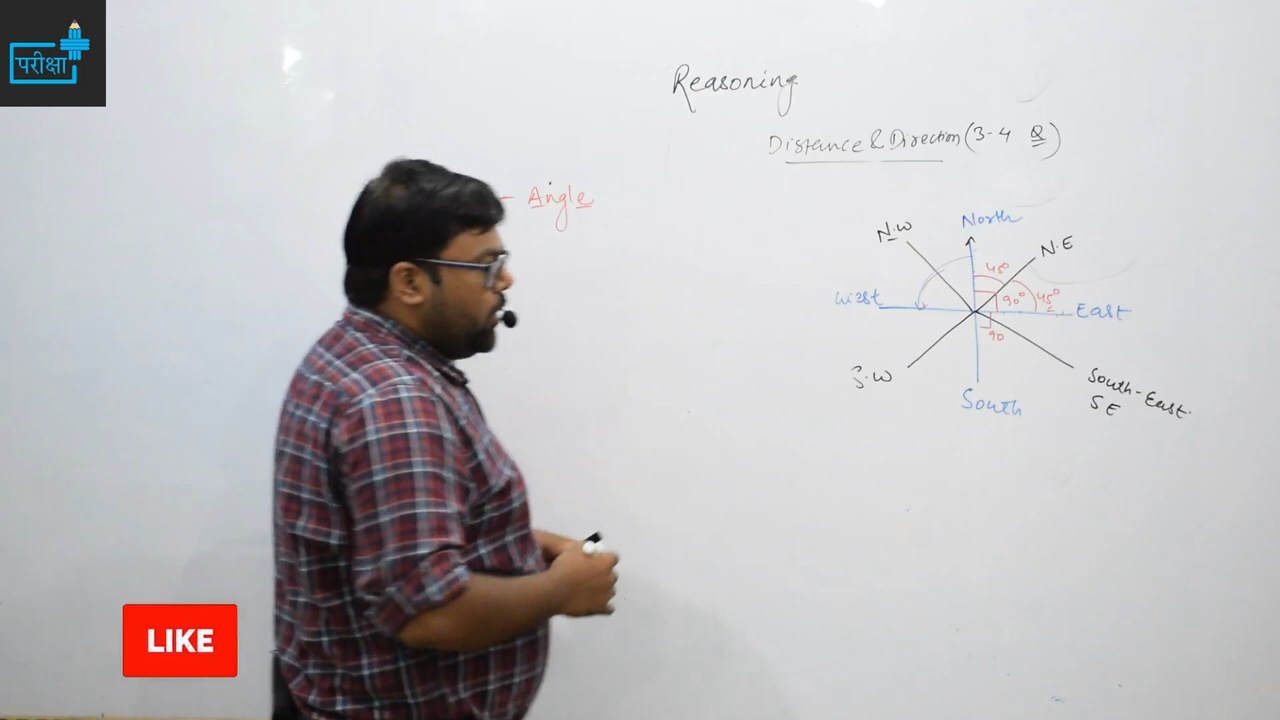 परीक्षा
Reasoning
Distance & Direction (3-4 Q)
- Angle
North
N.W
N.E
45°
West
90°
45°
East
90
S.W
South-East
SE
South
LIKE